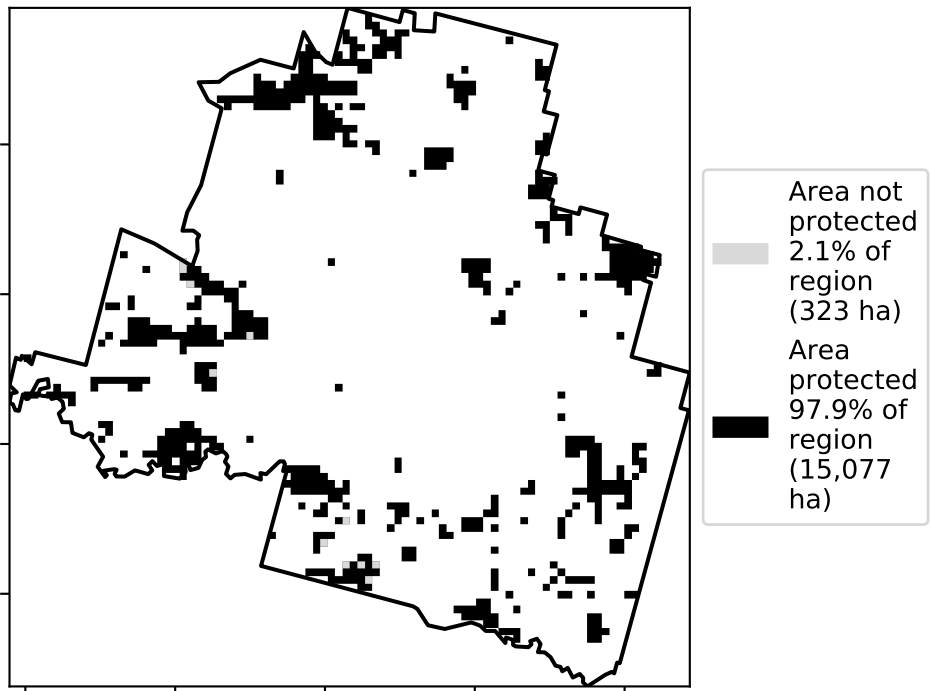 Area not
protected
2.1% of
region
(323 ha)
Area
protected
97.9% of
region
(15,077
ha)